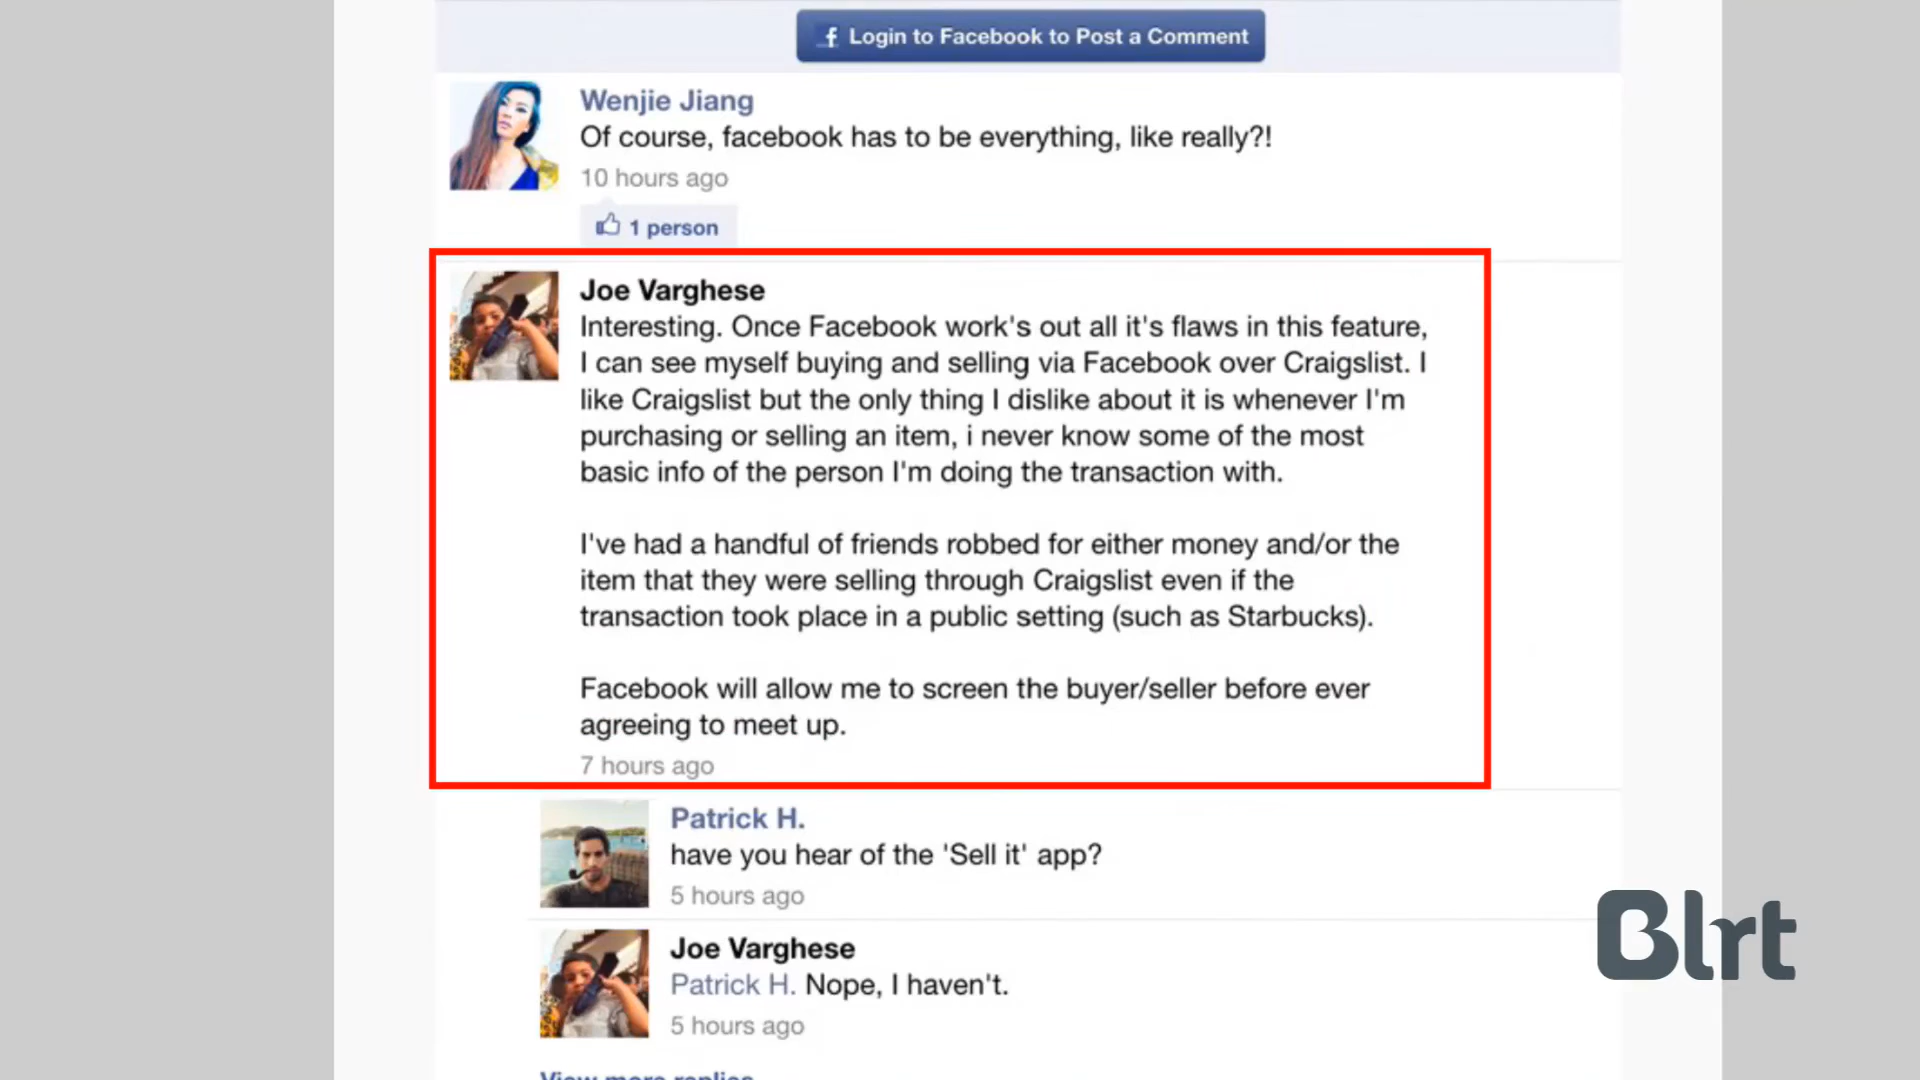 f Login to Facebook to Post a Comment
Wenjie Jiang
Of course, facebook has to be everything, like really?!
10 hours ago
1 person
Joe Varghese
Interesting. Once Facebook work's out all it's flaws in this feature,
I can see myself buying and selling via Facebook over Craigslist. I
like Craigslist but the only thing I dislike about it is whenever I'm
purchasing or selling an item, i never know some of the most
basic info of the person I'm doing the transaction with.
I've had a handful of friends robbed for either money and/or the
item that they were selling through Craigslist even if the
transaction took place in a public setting (such as Starbucks).
Facebook will allow me to screen the buyer/seller before ever
agreeing to meet up.
7 hours ago
Patrick H.
have you hear of the 'Sell it' app?
5 hours ago
Joe Varghese
Patrick H. Nope, I haven't.
5 hours ago
View more replies
Blrt